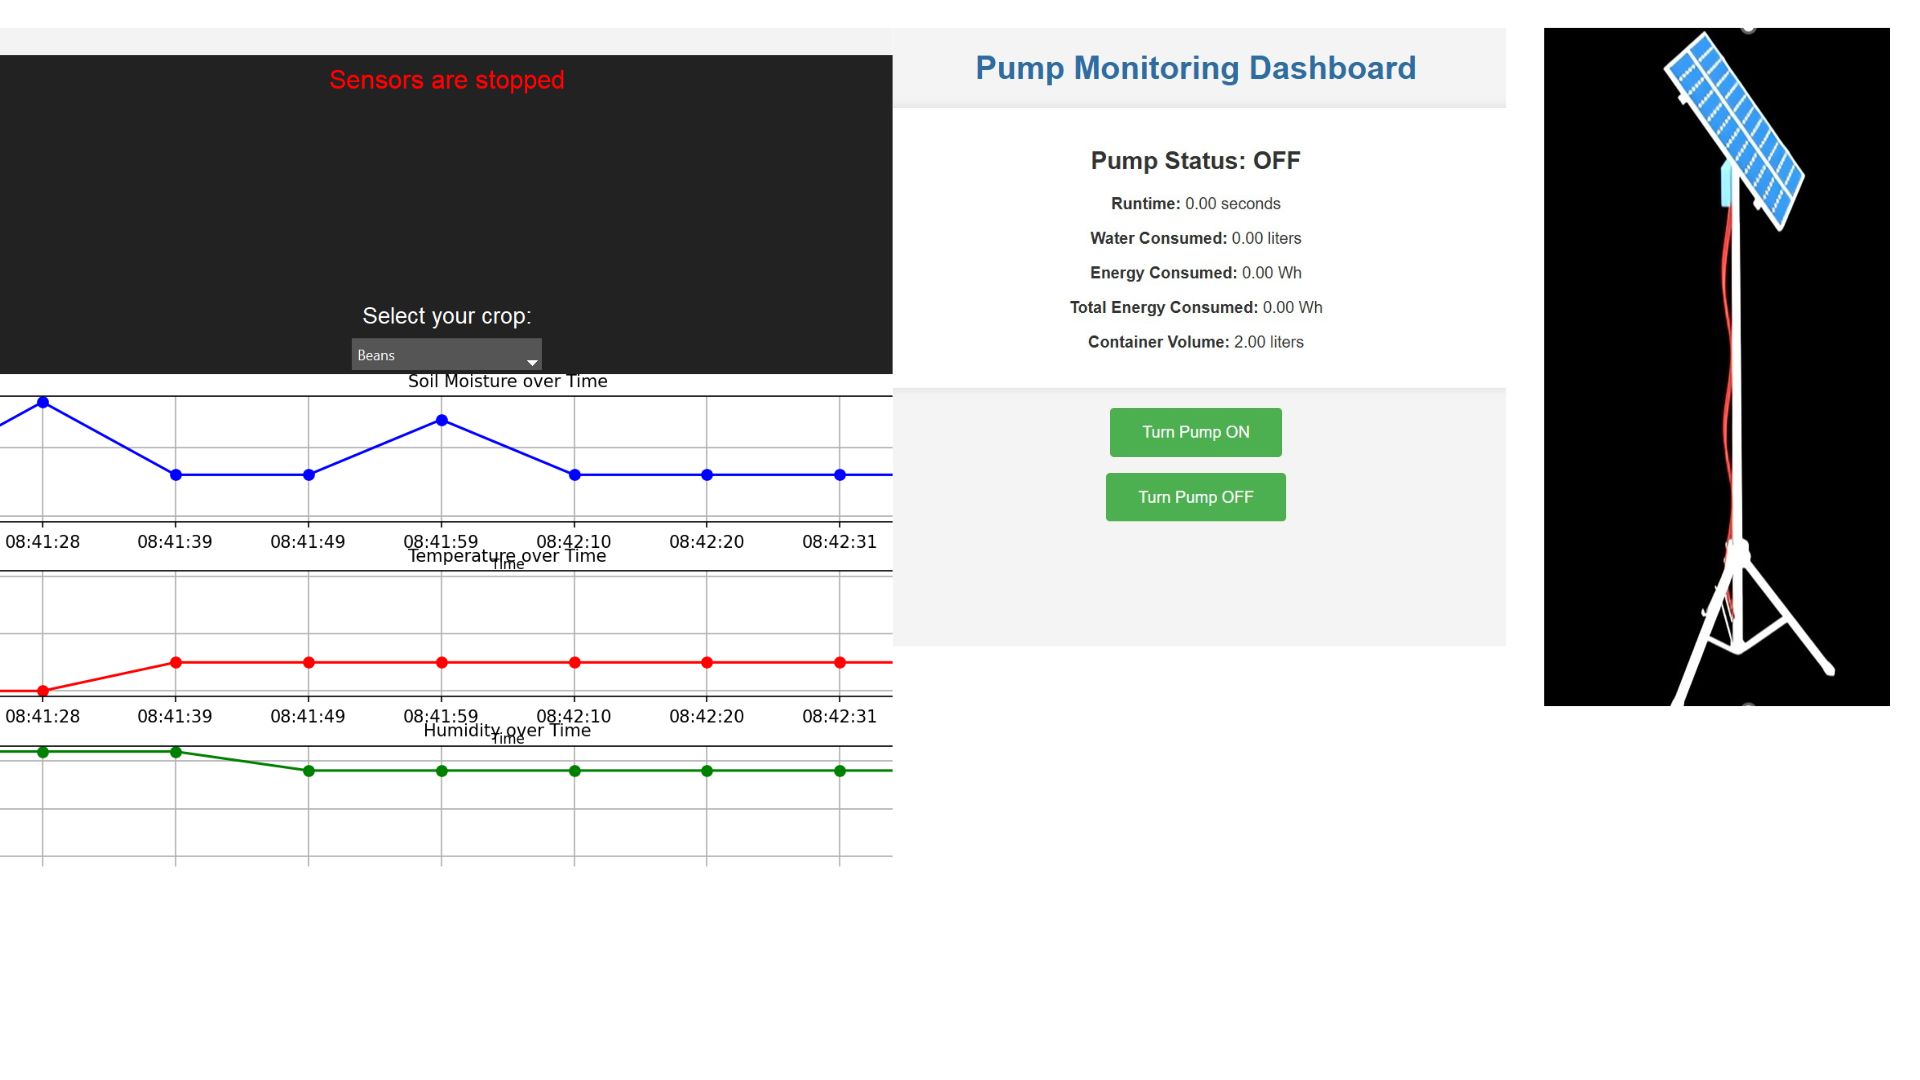 Sensors are stopped
Select your crop:
Beans
Soil Moisture over Time
08:41:28 08:41:39 08:41:49 08:41:59 08:42:10 08:42:20 08:42:31
Time
Temperature over Time
08:41:28 08:41:39 08:41:49 08:41:59 08:42:10 08:42:20 08:42:31
Time
Humidity over Time
Pump Monitoring Dashboard
Pump Status: OFF
Runtime: 0.00 seconds
Water Consumed: 0.00 liters
Energy Consumed: 0.00 Wh
Total Energy Consumed: 0.00 Wh
Container Volume: 2.00 liters
Turn Pump ON
Turn Pump OFF